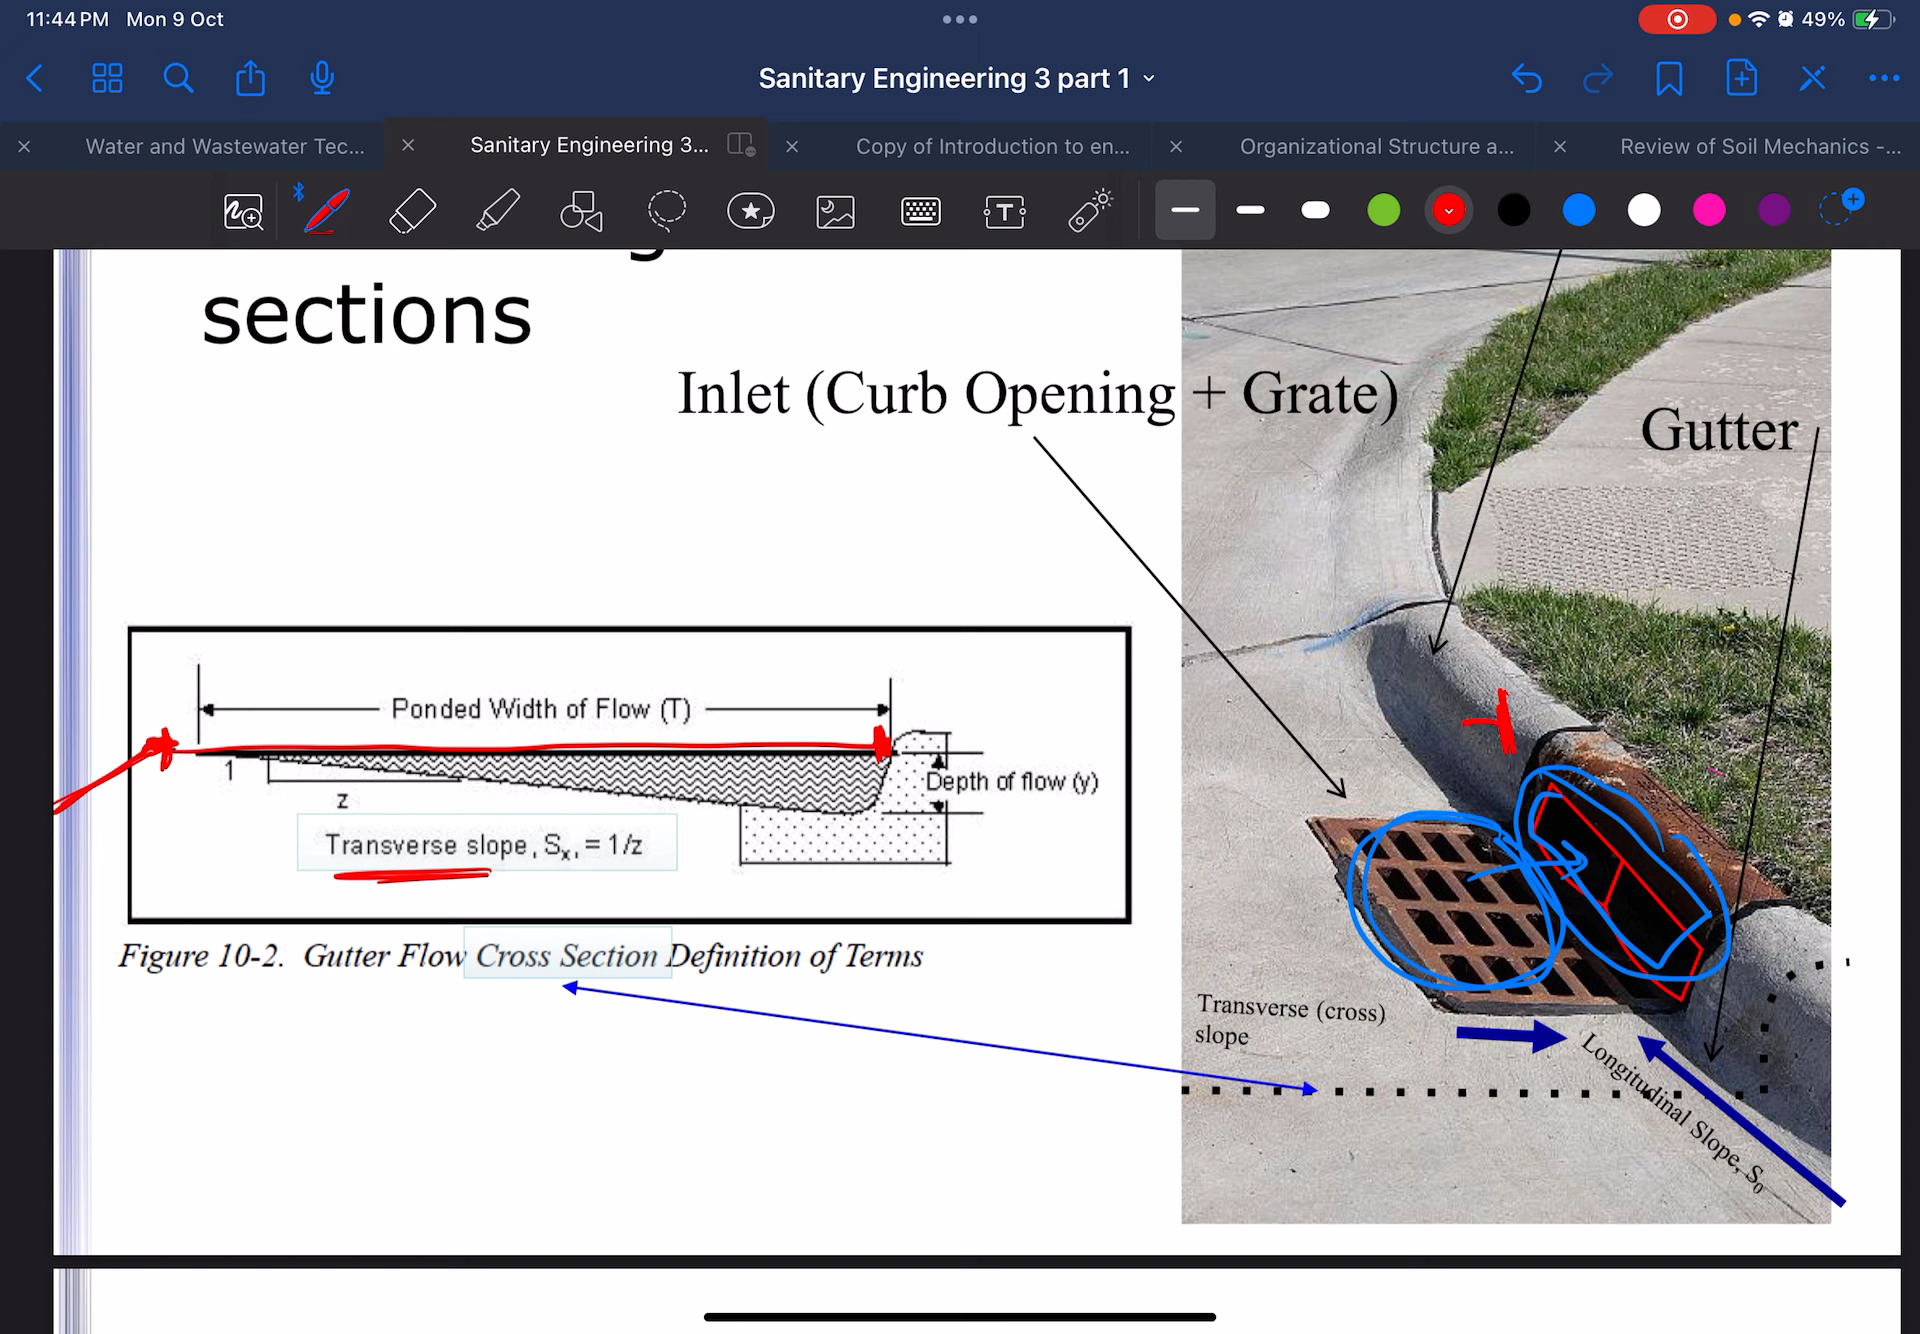 11:44 PM Mon 9 Oct
49%
Sanitary Engineering 3 part 1
Water and Wastewater Tec...
Sanitary Engineering 3...
Copy of Introduction to en...
Organizational Structure a...
Review of Soil Mechanics -...
sections
Inlet (Curb Opening + Grate)
Gutter
Ponded Width of Flow (T)
1
z
Depth of flow (y)
Transverse slope, Sx, = 1/z
Figure 10-2. Gutter Flow Cross Section Definition of Terms
Transverse (cross)
slope
Longitudinal Slope, S0